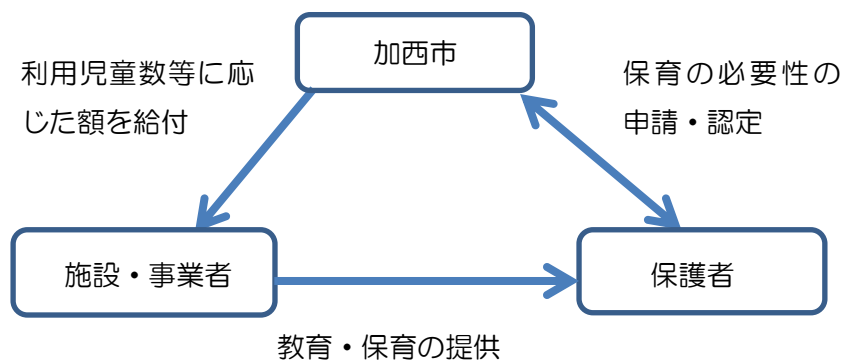 加西市
利用児童数等に応
じた額を給付
保育の必要性の
申請・認定
施設・事業者
保護者
教育・保育の提供